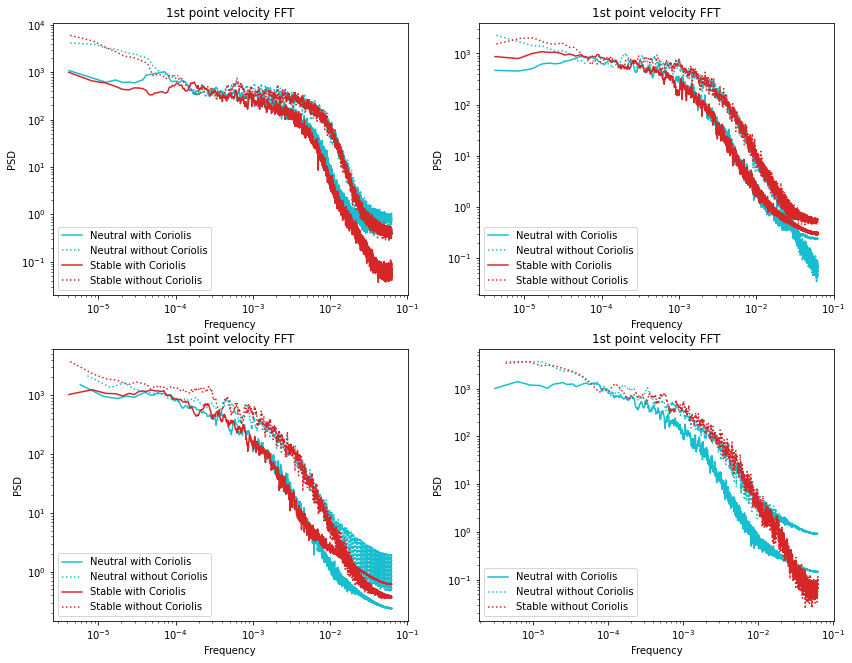 1st point velocity FFT
PSD
10^4
10^3
10^2
10^1
10^0
10^-1
Neutral with Coriolis
Neutral without Coriolis
Stable with Coriolis
Stable without Coriolis
10^-5 10^-4 10^-3 10^-2 10^-1
Frequency
1st point velocity FFT
PSD
10^3
10^2
10^1
10^0
10^-1
Neutral with Coriolis
Neutral without Coriolis
Stable with Coriolis
Stable without Coriolis
10^-5 10^-4 10^-3 10^-2 10^-1
Frequency
1st point velocity FFT
PSD
10^3
10^2
10^1
10^0
Neutral with Coriolis
Neutral without Coriolis
Stable with Coriolis
Stable without Coriolis
10^-5 10^-4 10^-3 10^-2 10^-1
Frequency
1st point velocity FFT
PSD
10^3
10^2
10^1
10^0
10^-1
Neutral with Coriolis
Neutral without Coriolis
Stable without Coriolis
10^-5 10^-4 10^-3 10^-2 10^-1
Frequency